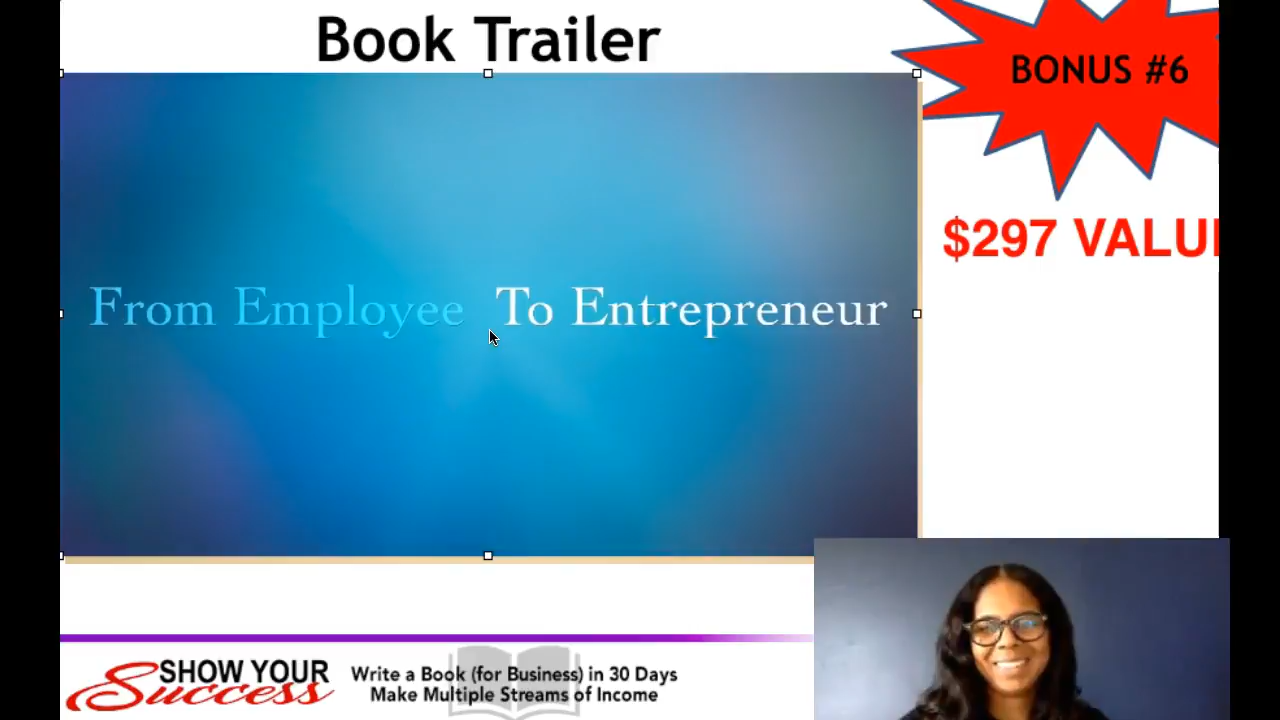 Book Trailer
BONUS #6
$297 VALU
From Employee To Entrepreneur
SHOW YOUR
Success
Write a Book (for Business) in 30 Days
Make Multiple Streams of Income